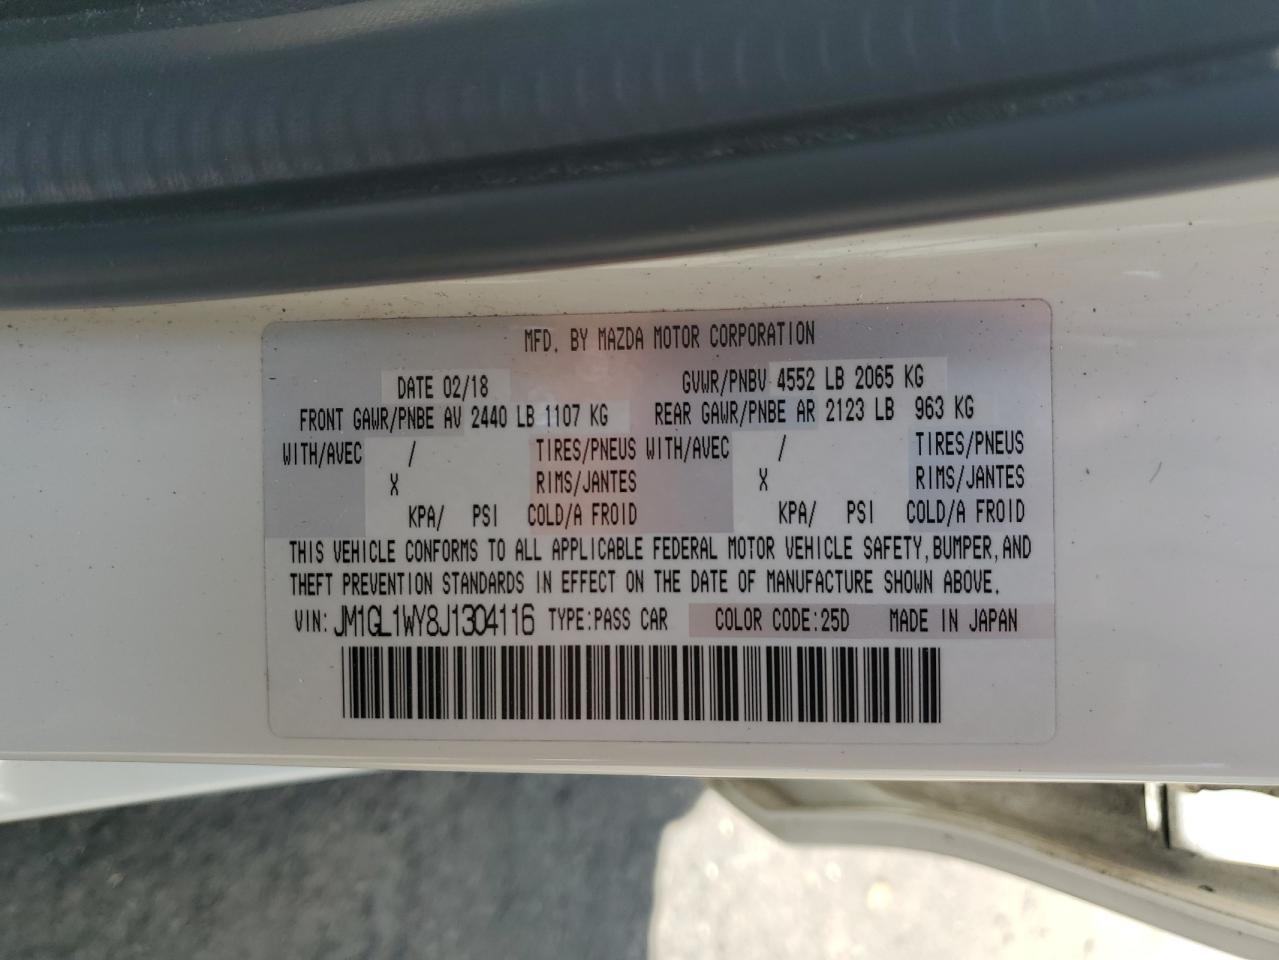 MFD. BY MAZDA MOTOR CORPORATION
DATE 02/18 GVWR/PNBV 4552 LB 2065 KG
FRONT GAWR/PNBE AV 2440 LB 1107 KG REAR GAWR/PNBE AR 2123 LB 963 KG
WITH/AVEC / TIRES/PNEUS WITH/AVEC / TIRES/PNEUS
X RIMS/JANTES X RIMS/JANTES
KPA/ PSI COLD/A FROID KPA/ PSI COLD/A FROID
THIS VEHICLE CONFORMS TO ALL APPLICABLE FEDERAL MOTOR VEHICLE SAFETY, BUMPER, AND
THEFT PREVENTION STANDARDS IN EFFECT ON THE DATE OF MANUFACTURE SHOWN ABOVE.
VIN: JM1GL1WY8J1304116 TYPE:PASS CAR COLOR CODE:25D MADE IN JAPAN